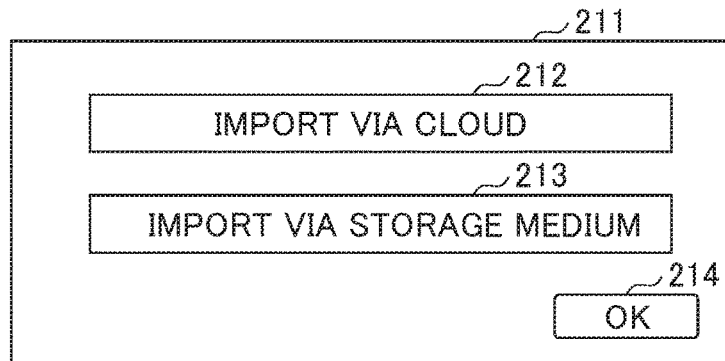 211
212
IMPORT VIA CLOUD
213
IMPORT VIA STORAGE MEDIUM
214
OK